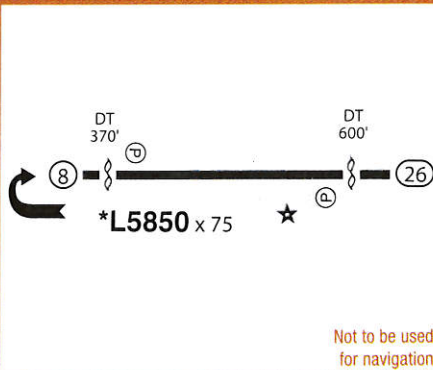 DT
370'
DT
600'
P
8
26
P
*L5850 x 75
Not to be used
for navigation